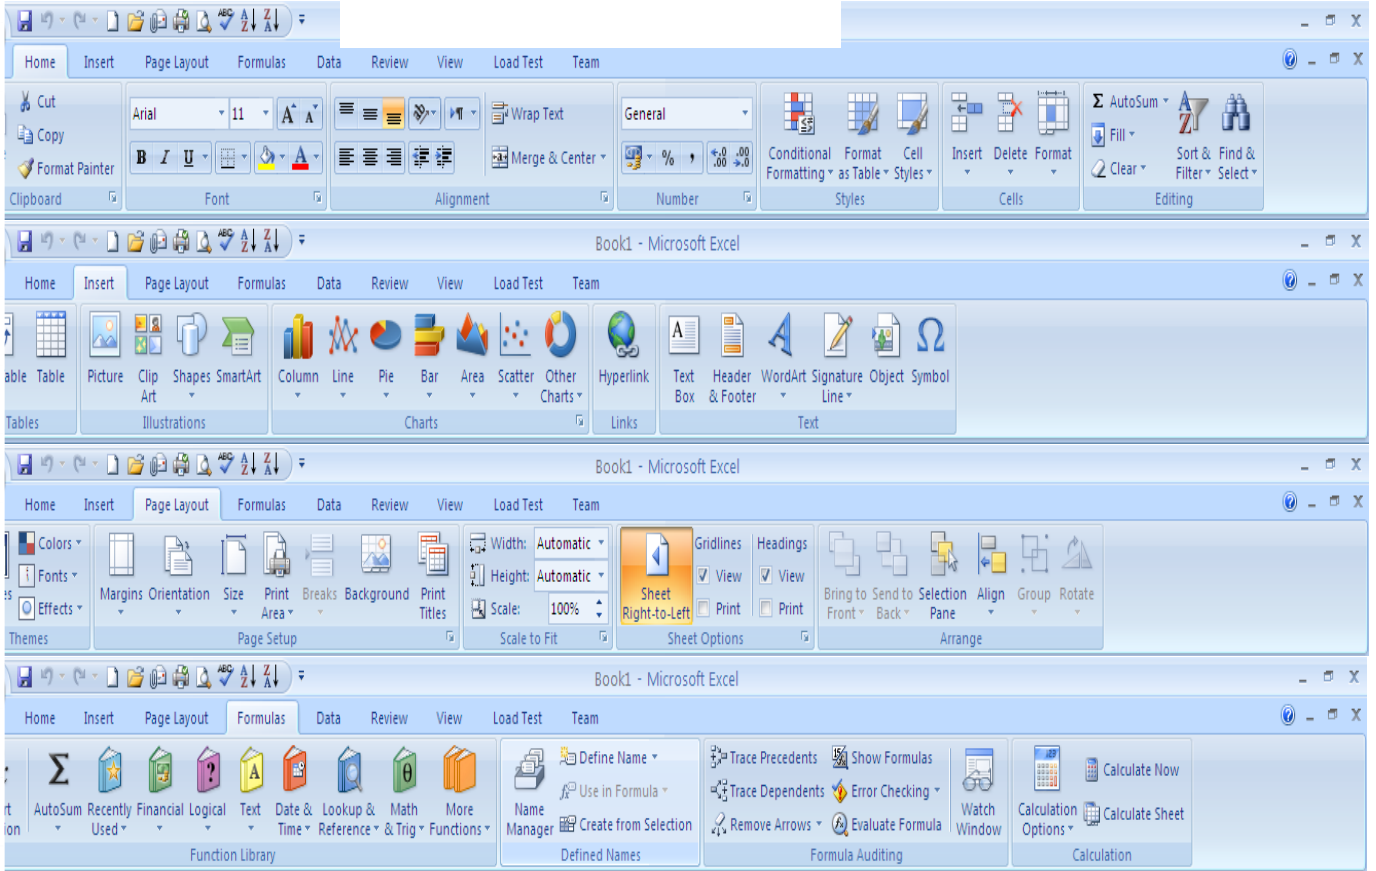 Home Insert Page Layout Formulas Data Review View Load Test Team
Cut
Copy
Format Painter
Clipboard
Arial 11
B I U
Font
Wrap Text
Merge & Center
Alignment
General
% ,
Number
Conditional Formatting
Format as Table
Cell Styles
Styles
Insert Delete Format
Cells
Σ AutoSum
Fill
Clear
Sort & Filter
Find & Select
Editing
Book1 - Microsoft Excel
Home Insert Page Layout Formulas Data Review View Load Test Team
able Table
Tables
Picture Clip Art Shapes SmartArt
Illustrations
Column Line Pie Bar Area Scatter Other Charts
Charts
Hyperlink
Links
Text Box Header & Footer WordArt Signature Line Object Symbol
Text
Book1 - Microsoft Excel
Home Insert Page Layout Formulas Data Review View Load Test Team
Colors
Fonts
Effects
Themes
Margins Orientation Size Print Area Breaks Background Print Titles
Page Setup
Width: Automatic
Height: Automatic
Scale: 100%
Scale to Fit
Sheet Right-to-Left
Gridlines
View
Print
Headings
View
Print
Sheet Options
Bring to Front Send to Back Selection Pane Align Group Rotate
Arrange
Book1 - Microsoft Excel
Home Insert Page Layout Formulas Data Review View Load Test Team
rt
ion
AutoSum Recently Used Financial Logical Text Date & Time Lookup & Reference Math & Trig More Functions
Function Library
Name Manager
Define Name
Use in Formula
Create from Selection
Defined Names
Trace Precedents
Trace Dependents
Remove Arrows
Show Formulas
Error Checking
Evaluate Formula
Watch Window
Formula Auditing
Calculation Options
Calculate Now
Calculate Sheet
Calculation